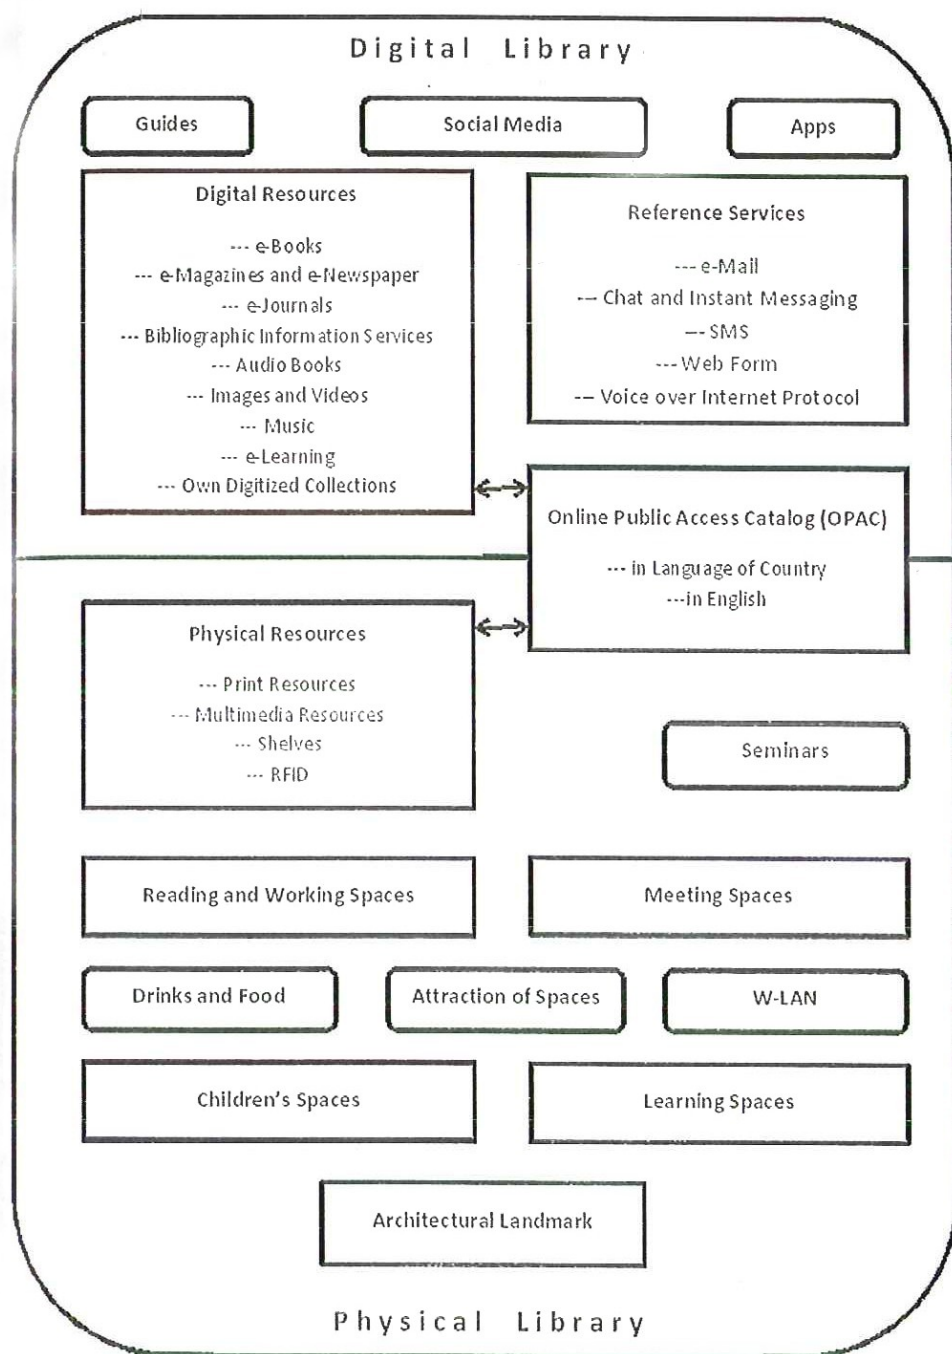 Digital Library
Guides
Social Media
Apps
Digital Resources
--- e-Books
--- e-Magazines and e-Newspaper
--- e-Journals
--- Bibliographic Information Services
--- Audio Books
--- Images and Videos
--- Music
--- e-Learning
--- Own Digitized Collections
Reference Services
--- e-Mail
--- Chat and Instant Messaging
--- SMS
--- Web Form
--- Voice over Internet Protocol
Online Public Access Catalog (OPAC)
--- in Language of Country
--- in English
Physical Resources
--- Print Resources
--- Multimedia Resources
--- Shelves
--- RFID
Seminars
Reading and Working Spaces
Meeting Spaces
Drinks and Food
Attraction of Spaces
W-LAN
Children's Spaces
Learning Spaces
Architectural Landmark
Physical Library